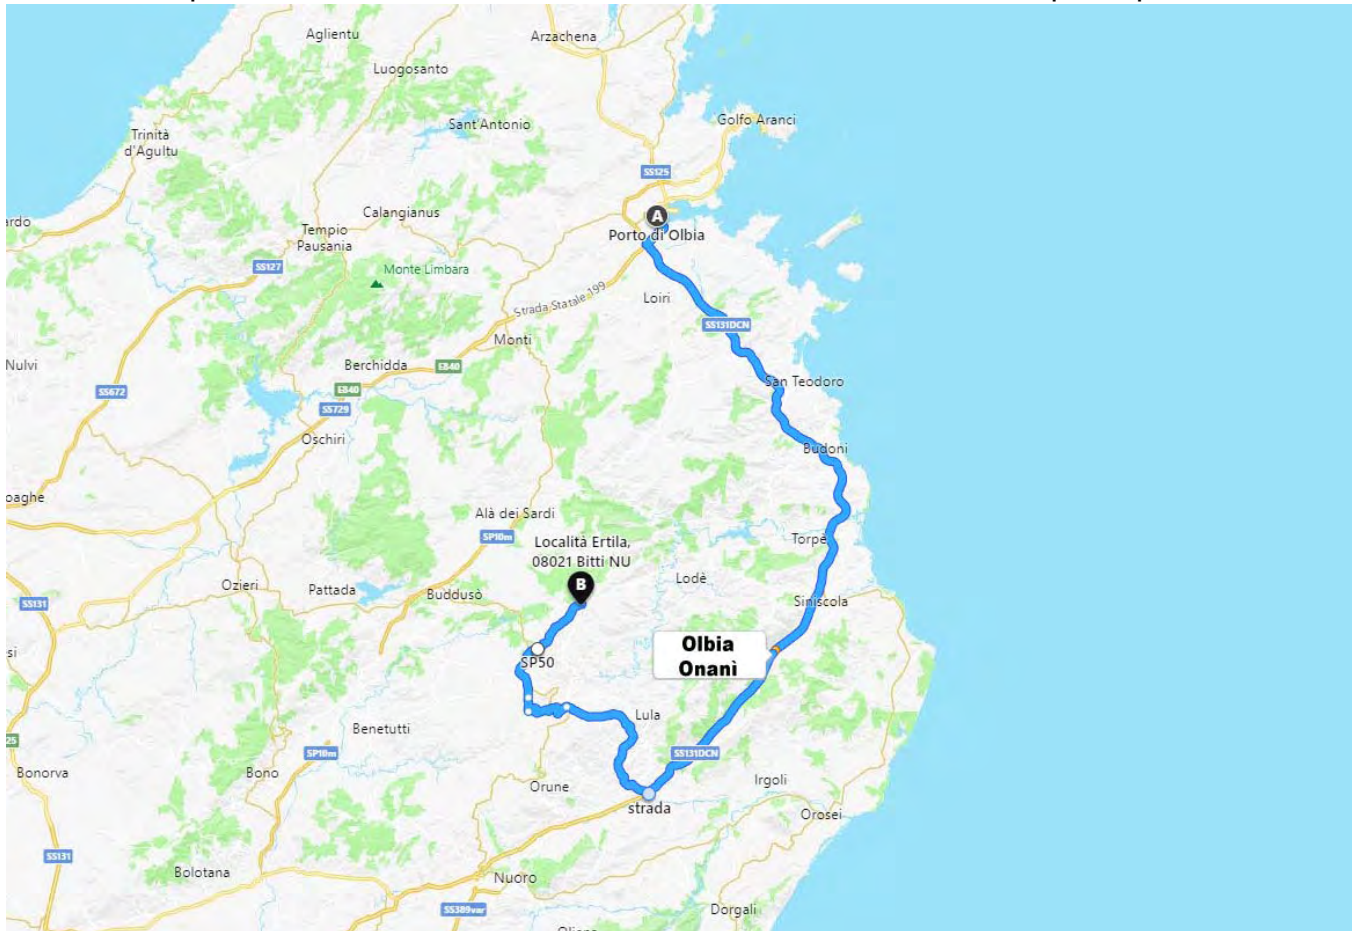 Aglientu
Arzachena
Luogosanto
Golfo Aranci
Sant'Antonio
Trinità
d'Agultu
SS125
Calangianus
ardo
Tempio
Pausania
Porto di Olbia
A
SS127
Monte Limbara
Loiri
Strada Statale 199
SS131DCN
Monti
Nulvi
Berchidda
E840
San Teodoro
E840
SS672
SS729
Oschiri
Budoni
oaghe
Alà dei Sardi
SP10m
Località Ertila,
08021 Bitti NU
Torpè
B
Lodè
Ozieri
Pattada
Buddusò
SS131
Siniscola
Olbia
Onanì
si
SP50
Lula
Benetutti
25
SP10m
SS131DCN
Bonorva
Bono
Orune
Irgoli
strada
Orosei
SS131
Bolotana
Nuoro
SS389var
Dorgali